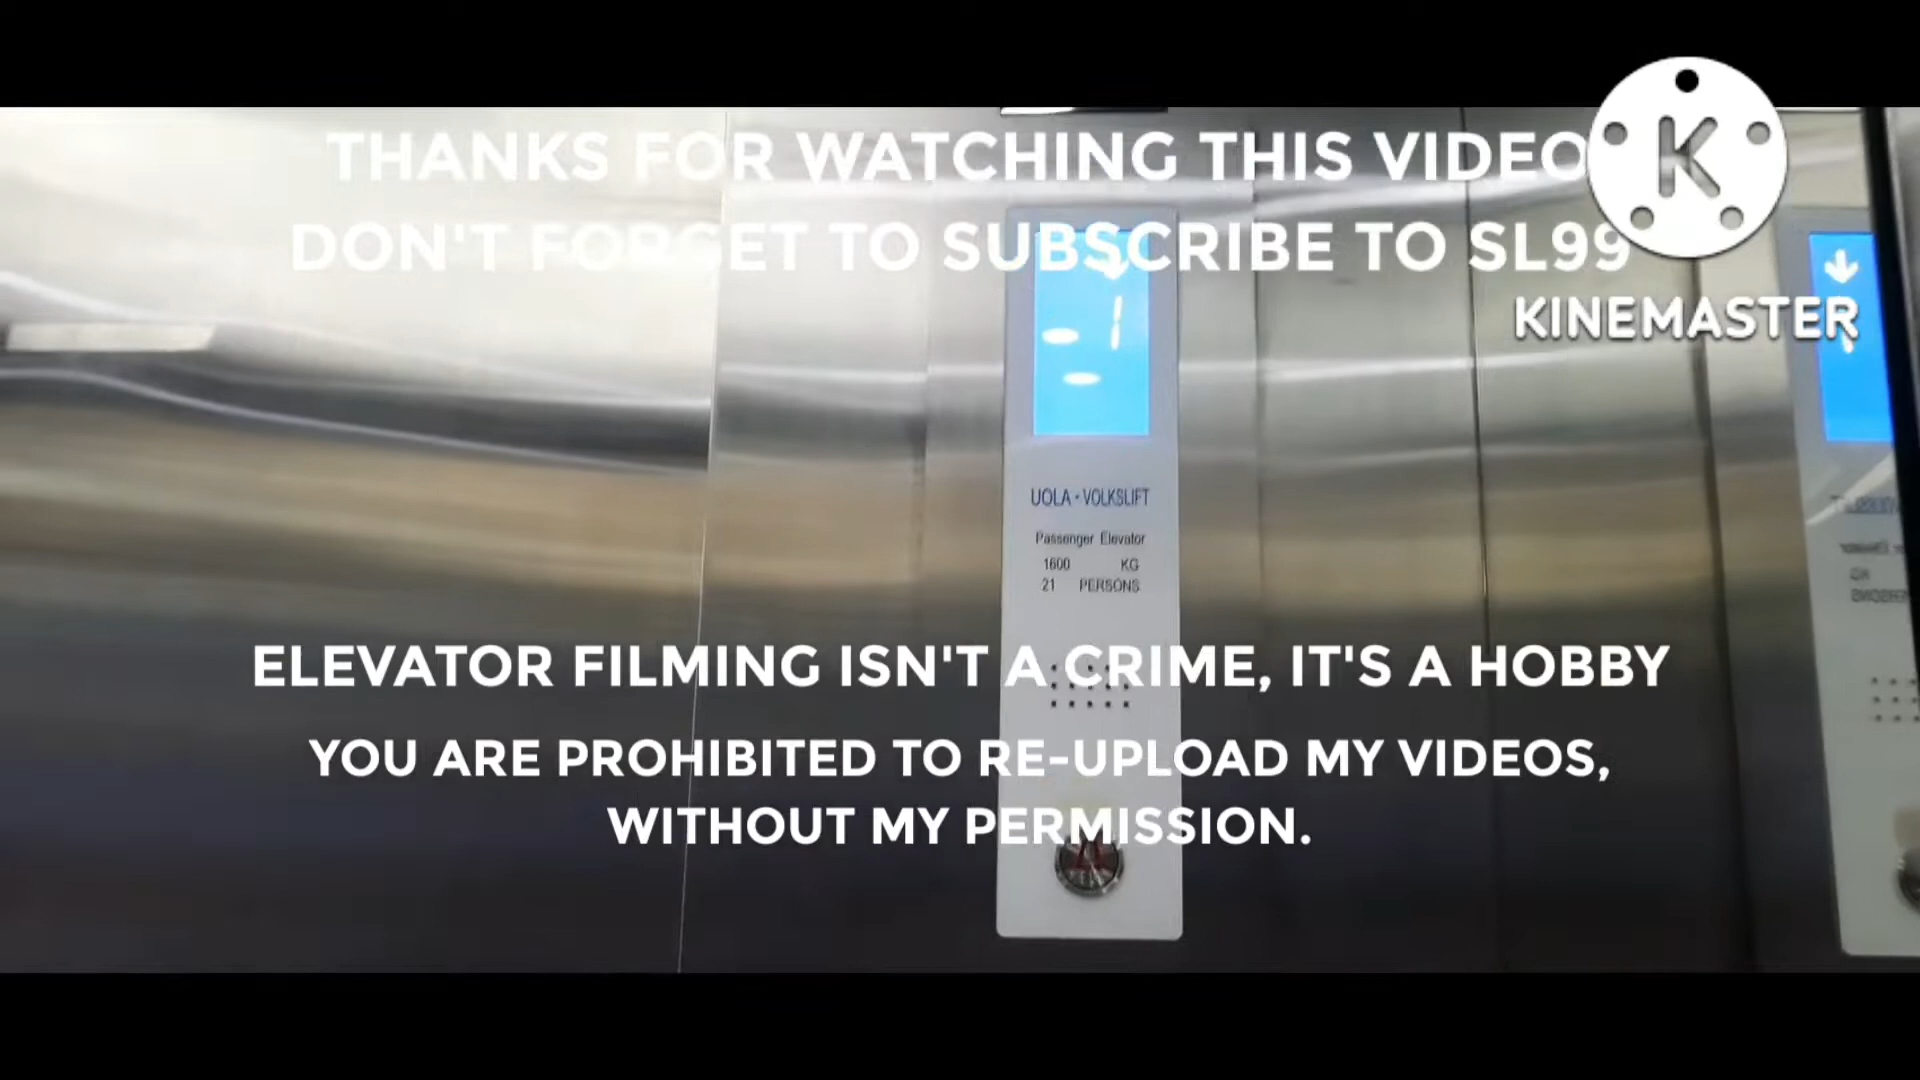 THANKS FOR WATCHING THIS VIDEO
DON'T FORGET TO SUBSCRIBE TO SL99
K
KINEMASTER
1
UOLA · VOLKSLIFT
Passenger Elevator
1600 KG
21 PERSONS
ELEVATOR FILMING ISN'T A CRIME, IT'S A HOBBY
YOU ARE PROHIBITED TO RE-UPLOAD MY VIDEOS,
WITHOUT MY PERMISSION.